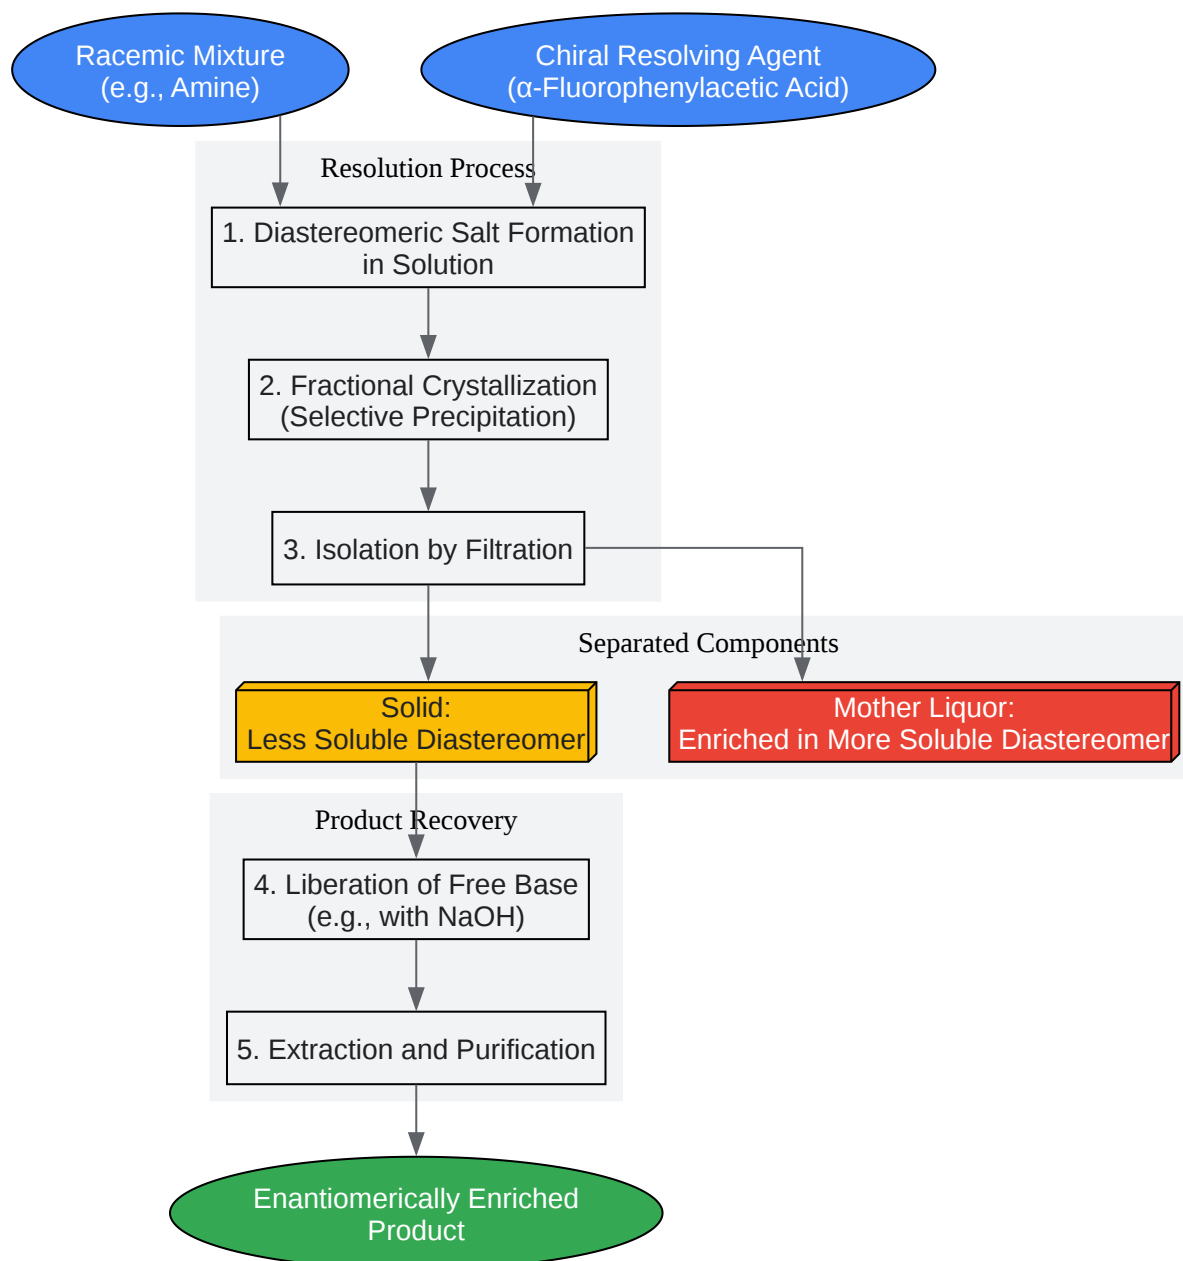 Racemic Mixture
(e.g., Amine)
Chiral Resolving Agent
(α-Fluorophenylacetic Acid)
Resolution Process
1. Diastereomeric Salt Formation
in Solution
2. Fractional Crystallization
(Selective Precipitation)
3. Isolation by Filtration
Separated Components
Solid:
Less Soluble Diastereomer
Mother Liquor:
Enriched in More Soluble Diastereomer
Product Recovery
4. Liberation of Free Base
(e.g., with NaOH)
5. Extraction and Purification
Enantiomerically Enriched
Product